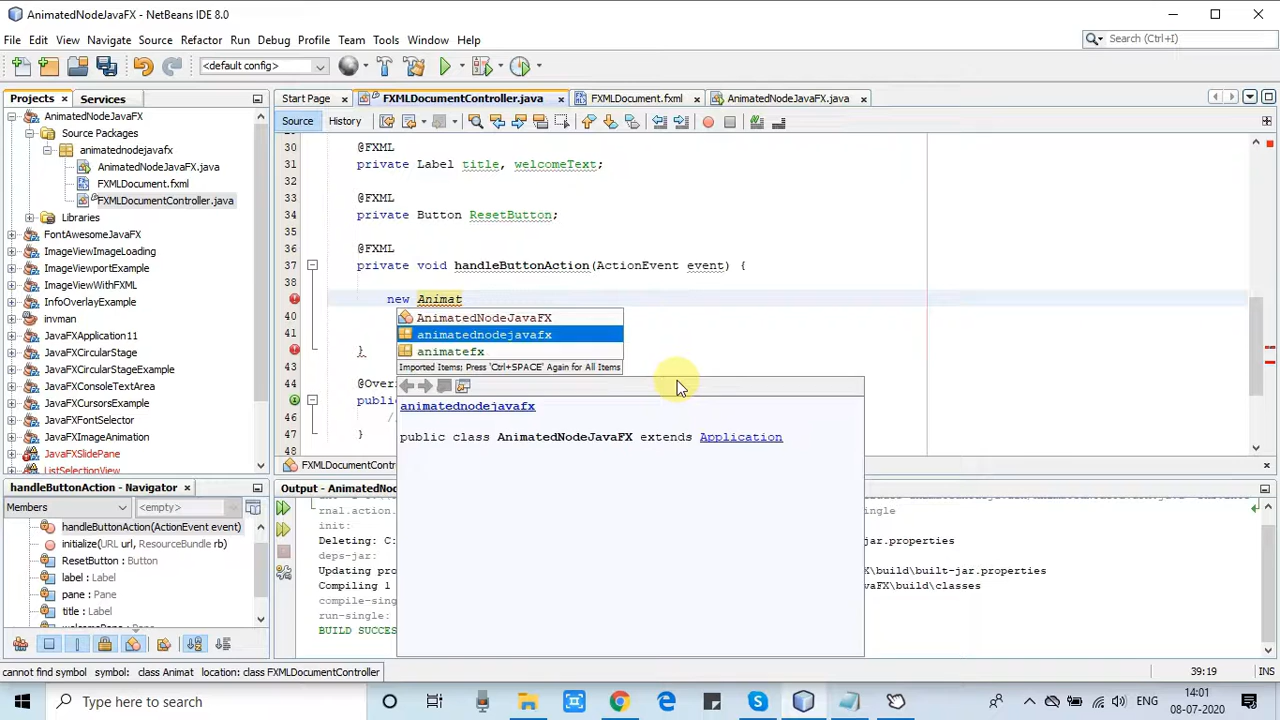 AnimatedNodeJavaFX - NetBeans IDE 8.0
File Edit View Navigate Source Refactor Run Debug Profile Team Tools Window Help
Search (Ctrl+I)
<default config>
Projects Services
Start Page FXMLDocumentController.java FXMLDocument.fxml AnimatedNodeJavaFX.java
Source History
AnimatedNodeJavaFX
Source Packages
animatednodejavafx
AnimatedNodeJavaFX.java
FXMLDocument.fxml
FXMLDocumentController.java
Libraries
FontAwesomeJavaFX
ImageViewImageLoading
ImageViewportExample
ImageViewWithFXML
InfoOverlayExample
invman
JavaFXApplication11
JavaFXCircularStage
JavaFXCircularStageExample
JavaFXConsoleTextArea
JavaFXCursorsExample
JavaFXFontSelector
JavaFXImageAnimation
JavaFXSlidePane
ListSelectionView
30 @FXML
31 private Label title, welcomeText;
32
33 @FXML
34 private Button ResetButton;
35
36 @FXML
37 private void handleButtonAction(ActionEvent event) {
38
new Animat
40
41
}
43
44 @Over
publ
46 /
47 }
AnimatedNodeJavaFX
animatednodejavafx
animatefx
Imported Items; Press 'Ctrl+SPACE' Again for All Items
animatednodejavafx
public class AnimatedNodeJavaFX extends Application
FXMLDocumentContr
handleButtonAction - Navigator
Members <empty>
handleButtonAction(ActionEvent event)
initialize(URL url, ResourceBundle rb)
ResetButton : Button
label : Label
pane : Pane
title : Label
Output - AnimatedNo
rnal.action. ngle
init:
Deleting: C: jar.properties
deps-jar:
Updating pro X\build\built-jar.properties
Compiling 1 FX\build\classes
compile-sing
run-single:
BUILD SUCCES
cannot find symbol symbol: class Animat location: class FXMLDocumentController
39:19 INS
Type here to search
ENG
14:01
08-07-2020